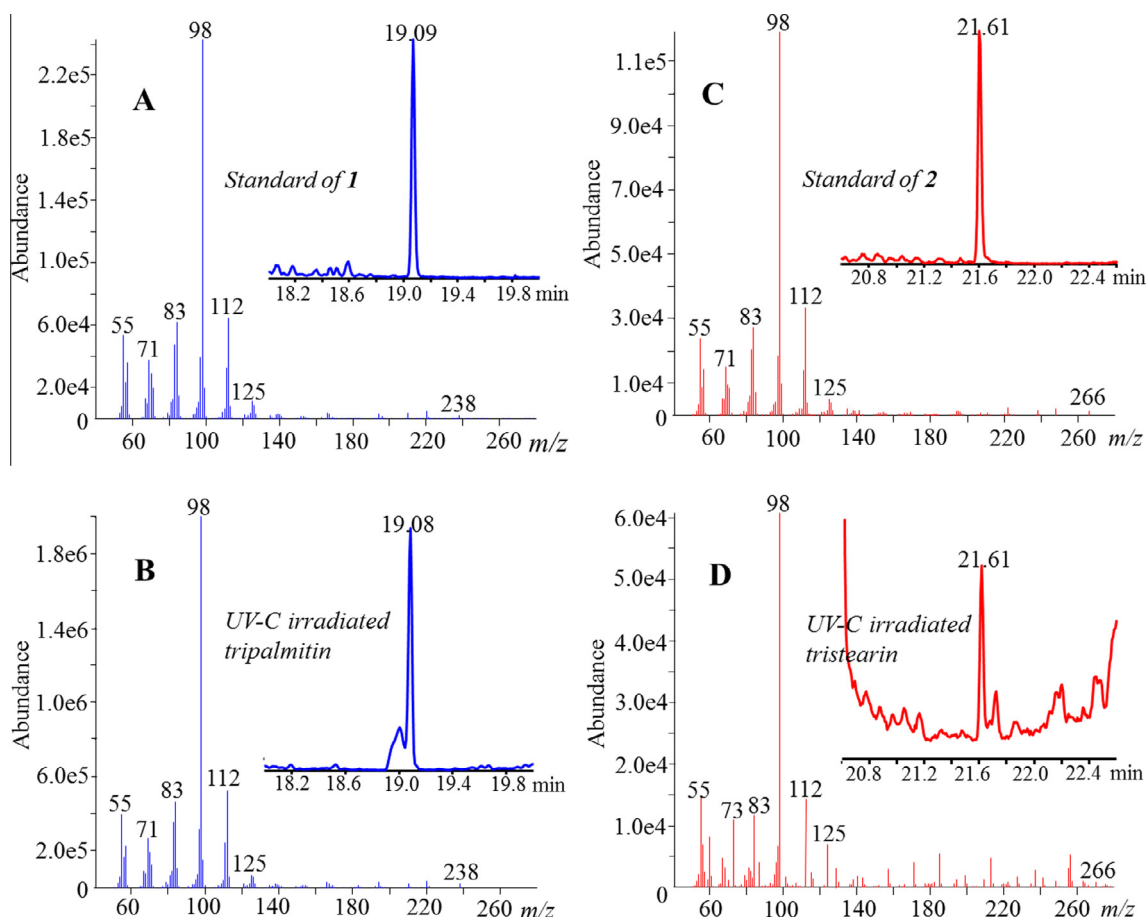 98
19.09
2.2e5
A
1.8e5
Standard of 1
1.4e5
Abundance
1.0e5
18.2 18.6 19.0 19.4 19.8 min
6.0e4
55 83 112
71
2.0e4
125
238
0
60 100 140 180 220 260 m/z
98
21.61
1.1e5
C
9.0e4
Standard of 2
7.0e4
Abundance
5.0e4
20.8 21.2 21.6 22.0 22.4 min
3.0e4
55 83 112
71
1.0e4
125
266
0
60 100 140 180 220 260 m/z
98
19.08
1.8e6
B
1.4e6
UV-C irradiated
tripalmitin
1.0e6
Abundance
6.0e5
18.2 18.6 19.0 19.4 19.8 min
55 83 112
71
2.0e5
125
238
0
60 100 140 180 220 260 m/z
98
6.0e4
21.61
5.0e4
D
UV-C irradiated
tristearin
4.0e4
Abundance
3.0e4
20.8 21.2 21.6 22.0 22.4 min
2.0e4
55 73 83 112
1.0e4
125
266
0
60 100 140 180 220 260 m/z